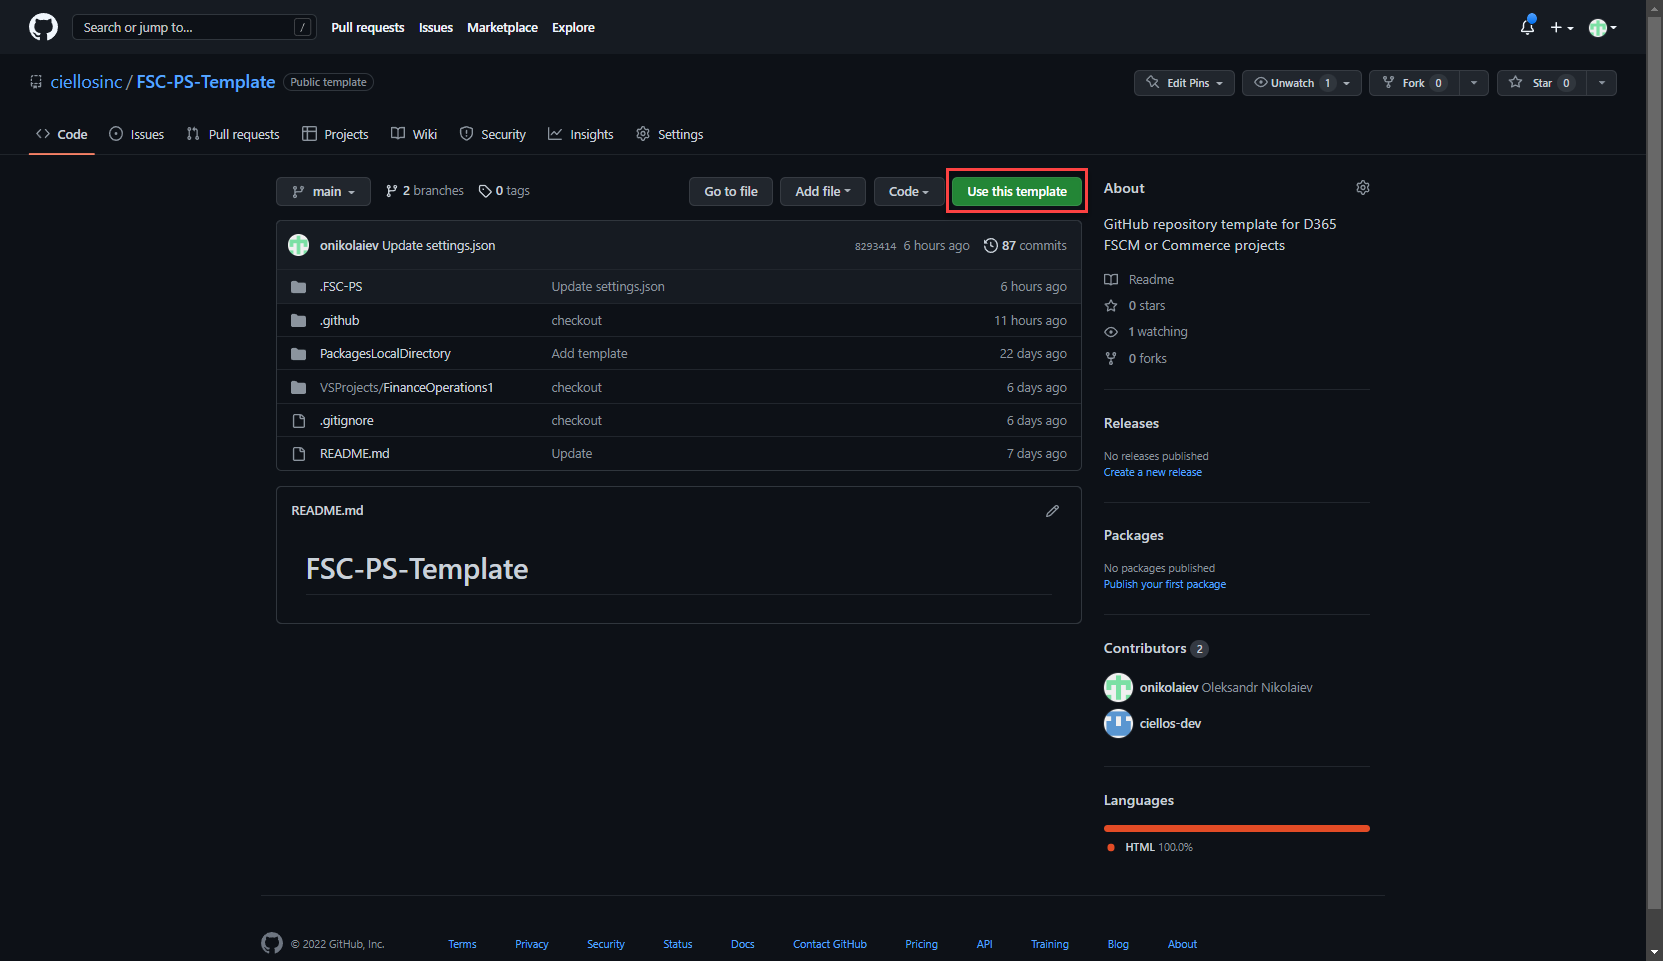 Search or jump to... /
Pull requests Issues Marketplace Explore
ciellosinc / FSC-PS-Template Public template
Edit Pins Unwatch 1 Fork 0 Star 0
Code Issues Pull requests Projects Wiki Security Insights Settings
main 2 branches 0 tags
Go to file Add file Code Use this template
onikolaiev Update settings.json 8293414 6 hours ago 87 commits
.FSC-PS Update settings.json 6 hours ago
.github checkout 11 hours ago
PackagesLocalDirectory Add template 22 days ago
VSProjects/FinanceOperations1 checkout 6 days ago
.gitignore checkout 6 days ago
README.md Update 7 days ago
README.md
FSC-PS-Template
About
GitHub repository template for D365
FSCM or Commerce projects
Readme
0 stars
1 watching
0 forks
Releases
No releases published
Create a new release
Packages
No packages published
Publish your first package
Contributors 2
onikolaiev Oleksandr Nikolaiev
ciellos-dev
Languages
HTML 100.0%
© 2022 GitHub, Inc. Terms Privacy Security Status Docs Contact GitHub Pricing API Training Blog About